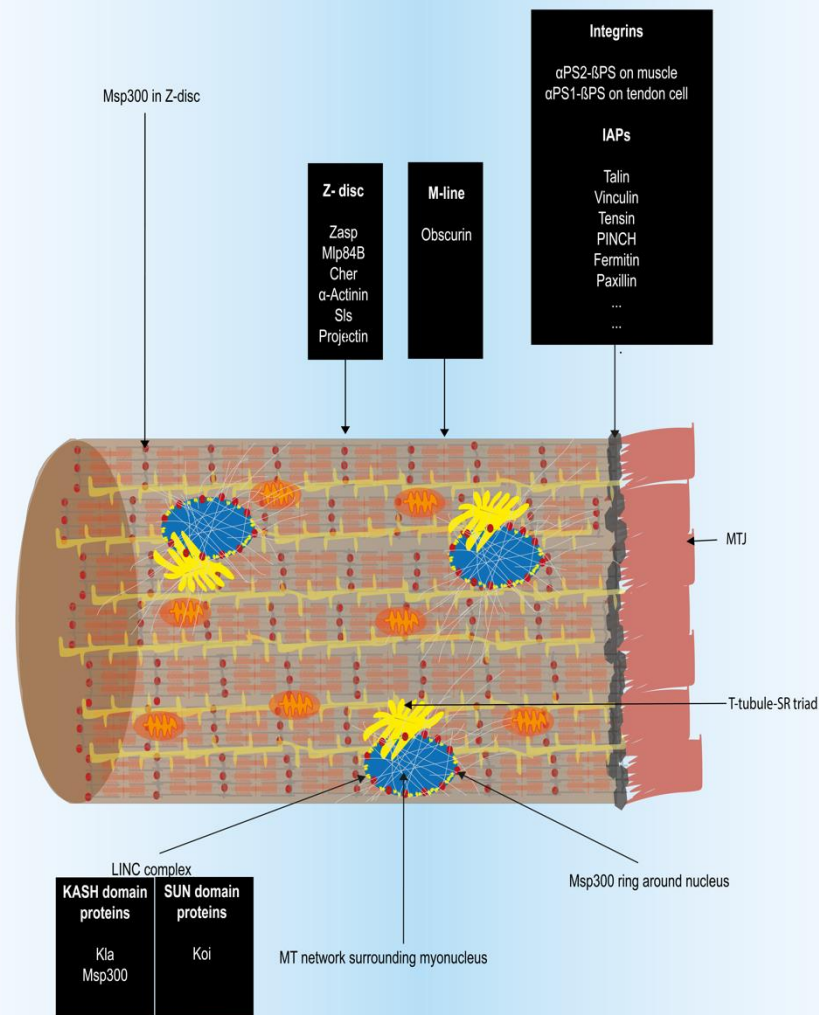 Integrins
αPS2-ßPS on muscle
αPS1-ßPS on tendon cell
IAPs
Talin
Vinculin
Tensin
PINCH
Fermitin
Paxillin
...
...
.
Msp300 in Z-disc
Z- disc
Zasp
Mlp84B
Cher
α-Actinin
Sls
Projectin
M-line
Obscurin
MTJ
T-tubule-SR triad
LINC complex
KASH domain
proteins
Kla
Msp300
SUN domain
proteins
Koi
MT network surrounding myonucleus
Msp300 ring around nucleus